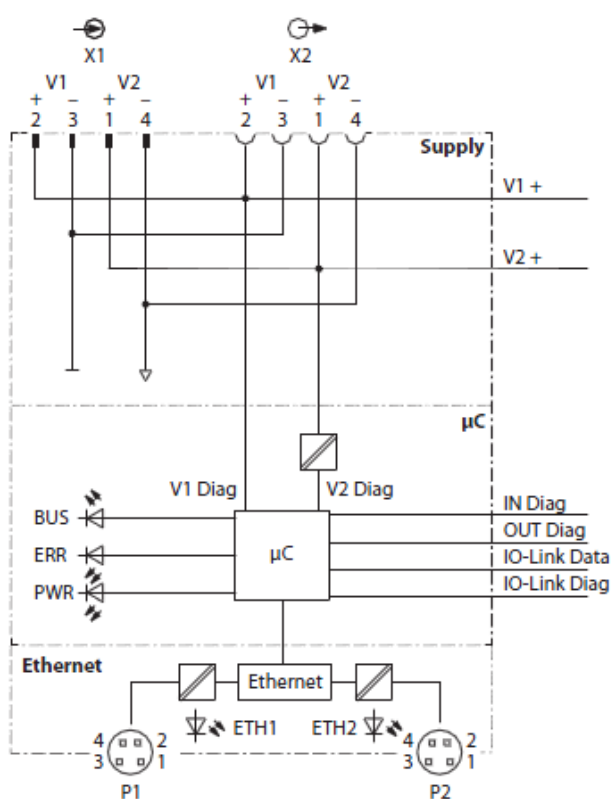 X1 X2
V1 V2 V1 V2
+ − + − + − + −
2 3 1 4 2 3 1 4
Supply
V1 +
V2 +
µC
V1 Diag V2 Diag
IN Diag
BUS
OUT Diag
ERR µC IO-Link Data
PWR IO-Link Diag
Ethernet
Ethernet
ETH1 ETH2
4 2 4 2
3 1 3 1
P1 P2